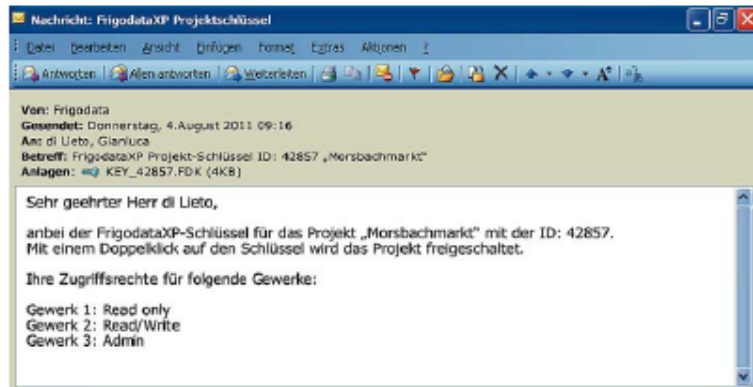 Nachricht: FrigodataXP Projektschlüssel
Datei Bearbeiten Ansicht Einfügen Format Extras Aktionen ?
Antworten Allen antworten Weiterleiten
Von: Frigodata
Gesendet: Donnerstag, 4.August 2011 09:16
An: di Lieto, Gianluca
Betreff: FrigodataXP Projekt-Schlüssel ID: 42857 „Morsbachmarkt“
Anlagen: KEY_42857.FDK (4KB)
Sehr geehrter Herr di Lieto,
anbei der FrigodataXP-Schlüssel für das Projekt „Morsbachmarkt“ mit der ID: 42857.
Mit einem Doppelklick auf den Schlüssel wird das Projekt freigeschaltet.
Ihre Zugriffsrechte für folgende Gewerke:
Gewerk 1: Read only
Gewerk 2: Read/Write
Gewerk 3: Admin